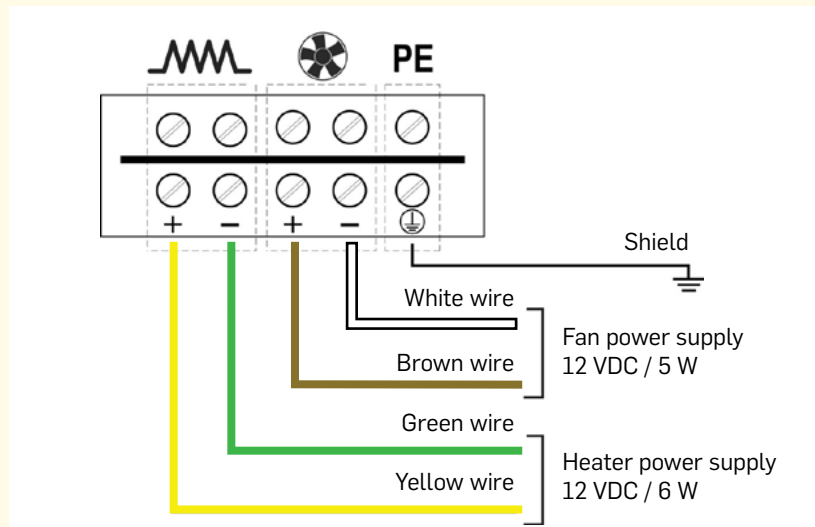 PE
+ − + −
Shield
White wire
Fan power supply
12 VDC / 5 W
Brown wire
Green wire
Heater power supply
12 VDC / 6 W
Yellow wire